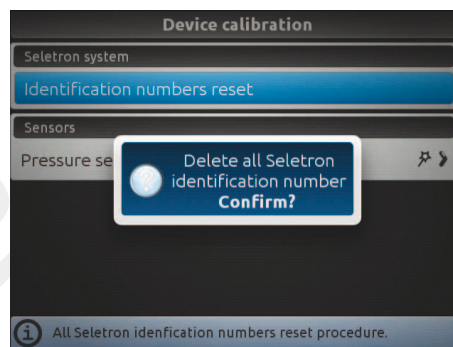 Device calibration
Seletron system
Identification numbers reset
Sensors
Pressure se
Delete all Seletron
identification number
Confirm?
All Seletron idenfication numbers reset procedure.